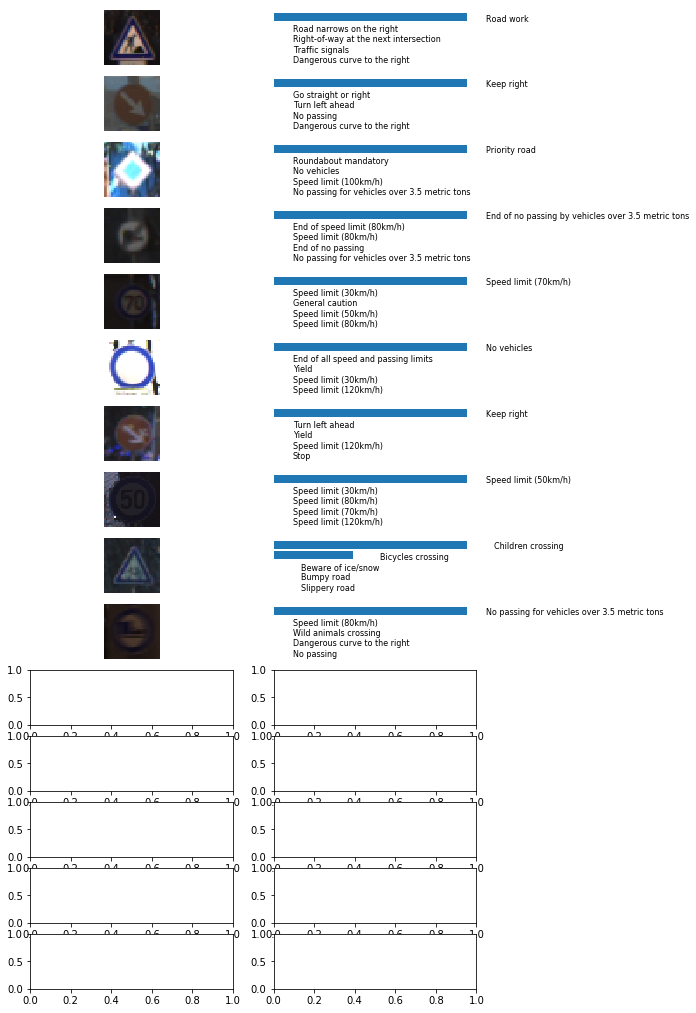 Road work
Road narrows on the right
Right-of-way at the next intersection
Traffic signals
Dangerous curve to the right
Keep right
Go straight or right
Turn left ahead
No passing
Dangerous curve to the right
Priority road
Roundabout mandatory
No vehicles
Speed limit (100km/h)
No passing for vehicles over 3.5 metric tons
End of no passing by vehicles over 3.5 metric tons
End of speed limit (80km/h)
Speed limit (80km/h)
End of no passing
No passing for vehicles over 3.5 metric tons
70
Speed limit (70km/h)
Speed limit (30km/h)
General caution
Speed limit (50km/h)
Speed limit (80km/h)
No vehicles
End of all speed and passing limits
Yield
Speed limit (30km/h)
Speed limit (120km/h)
Keep right
Turn left ahead
Yield
Speed limit (120km/h)
Stop
50
Speed limit (50km/h)
Speed limit (30km/h)
Speed limit (80km/h)
Speed limit (70km/h)
Speed limit (120km/h)
Children crossing
Bicycles crossing
Beware of ice/snow
Bumpy road
Slippery road
No passing for vehicles over 3.5 metric tons
Speed limit (80km/h)
Wild animals crossing
Dangerous curve to the right
No passing
1.0
0.5
0.0
0.0 0.2 0.4 0.6 0.8 1.0
1.0
0.5
0.0
0.0 0.2 0.4 0.6 0.8 1.0
1.0
0.5
0.0
0.0 0.2 0.4 0.6 0.8 1.0
1.0
0.5
0.0
0.0 0.2 0.4 0.6 0.8 1.0
1.0
0.5
0.0
0.0 0.2 0.4 0.6 0.8 1.0
1.0
0.5
0.0
0.0 0.2 0.4 0.6 0.8 1.0
1.0
0.5
0.0
0.0 0.2 0.4 0.6 0.8 1.0
1.0
0.5
0.0
0.0 0.2 0.4 0.6 0.8 1.0
1.0
0.5
0.0
0.0 0.2 0.4 0.6 0.8 1.0
1.0
0.5
0.0
0.0 0.2 0.4 0.6 0.8 1.0